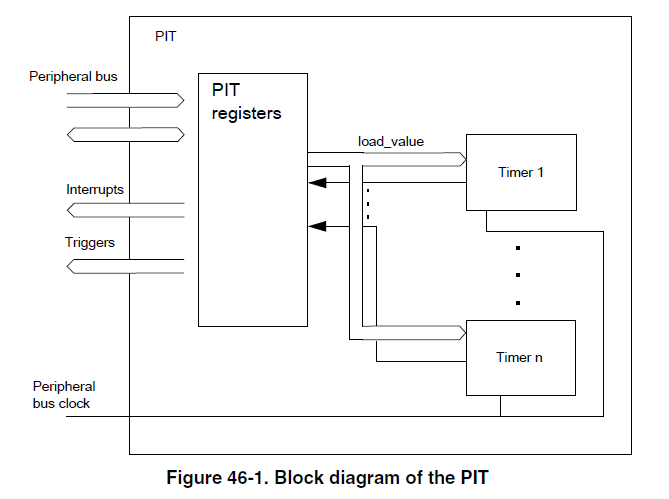 PIT
Peripheral bus
PIT
registers
load_value
Timer 1
Interrupts
Triggers
Timer n
Peripheral
bus clock
Figure 46-1. Block diagram of the PIT